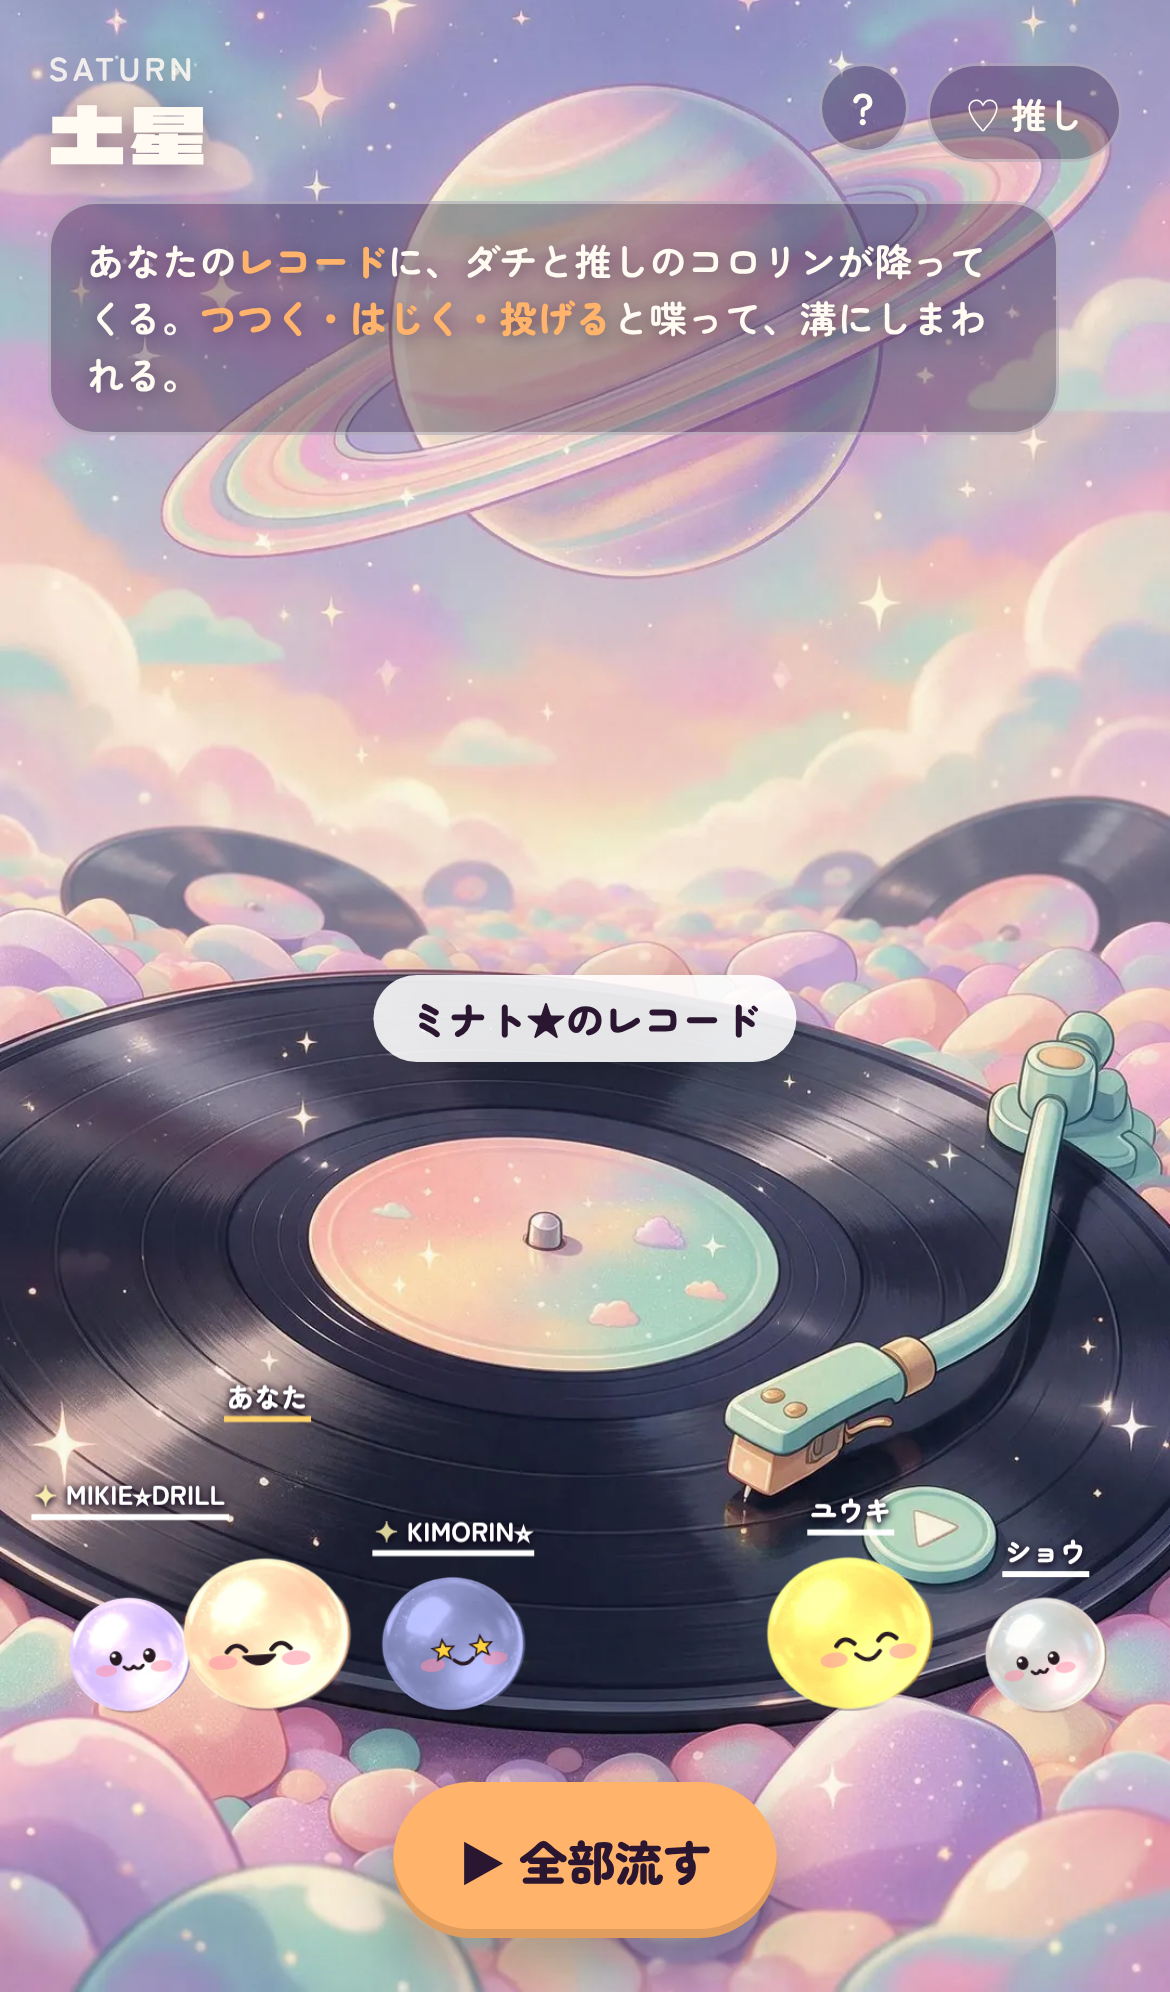 SATURN
土星
?
♡ 推し
あなたのレコードに、ダチと推しのコロリンが降って
くる。つつく・はじく・投げると喋って、溝にしまわ
れる。
ミナト★のレコード
あなた
✦ MIKIE☆DRILL
✦ KIMORIN☆
ユウキ
ショウ
▶ 全部流す